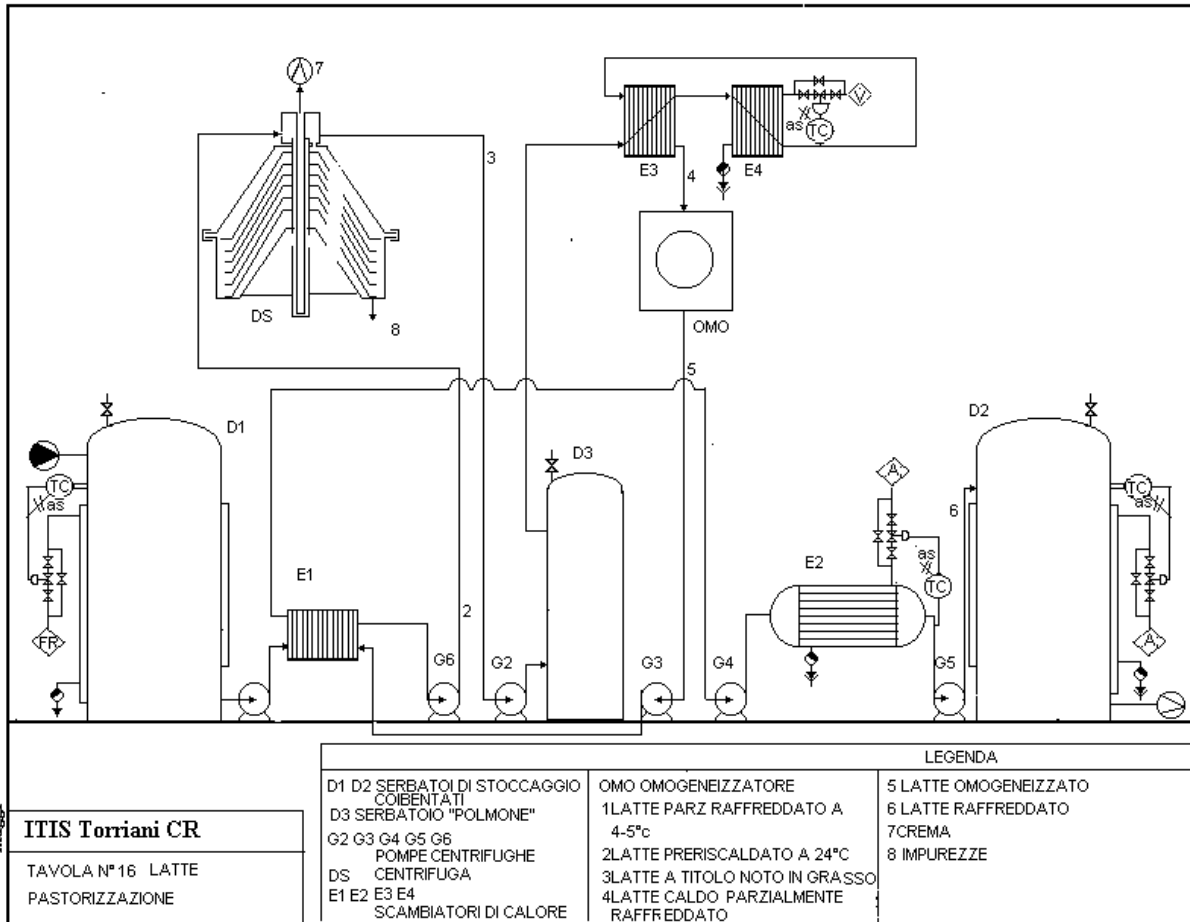 7
3
V
as TC
E3
E4
4
DS
8
OMO
5
D1
D2
D3
A
TC
as
TC
as
6
E1
E2
as
TC
2
FR
A
G6
G2
G3
G4
G5
LEGENDA
D1 D2 SERBATOI DI STOCCAGGIO
COIBENTATI
D3 SERBATOIO "POLMONE"
G2 G3 G4 G5 G6
POMPE CENTRIFUGHE
DS CENTRIFUGA
E1 E2 E3 E4
SCAMBIATORI DI CALORE
OMO OMOGENEIZZATORE
1LATTE PARZ RAFFREDDATO A
4-5°c
2LATTE PRERISCALDATO A 24°C
3LATTE A TITOLO NOTO IN GRASSO
4LATTE CALDO PARZIALMENTE
RAFFREDDATO
5 LATTE OMOGENEIZZATO
6 LATTE RAFFREDDATO
7CREMA
8 IMPUREZZE
ITIS Torriani CR
TAVOLA N° 16 LATTE
PASTORIZZAZIONE